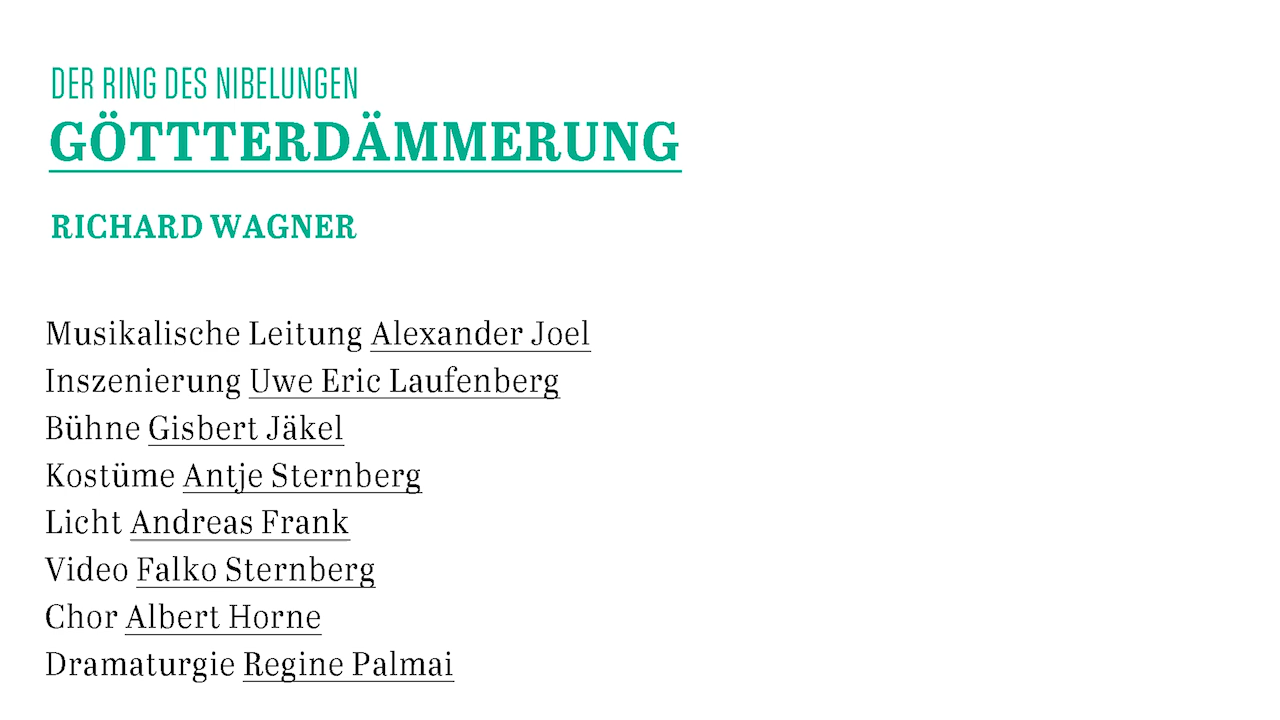 DER RING DES NIBELUNGEN
GÖTTTERDÄMMERUNG
RICHARD WAGNER
Musikalische Leitung Alexander Joel
Inszenierung Uwe Eric Laufenberg
Bühne Gisbert Jäkel
Kostüme Antje Sternberg
Licht Andreas Frank
Video Falko Sternberg
Chor Albert Horne
Dramaturgie Regine Palmai